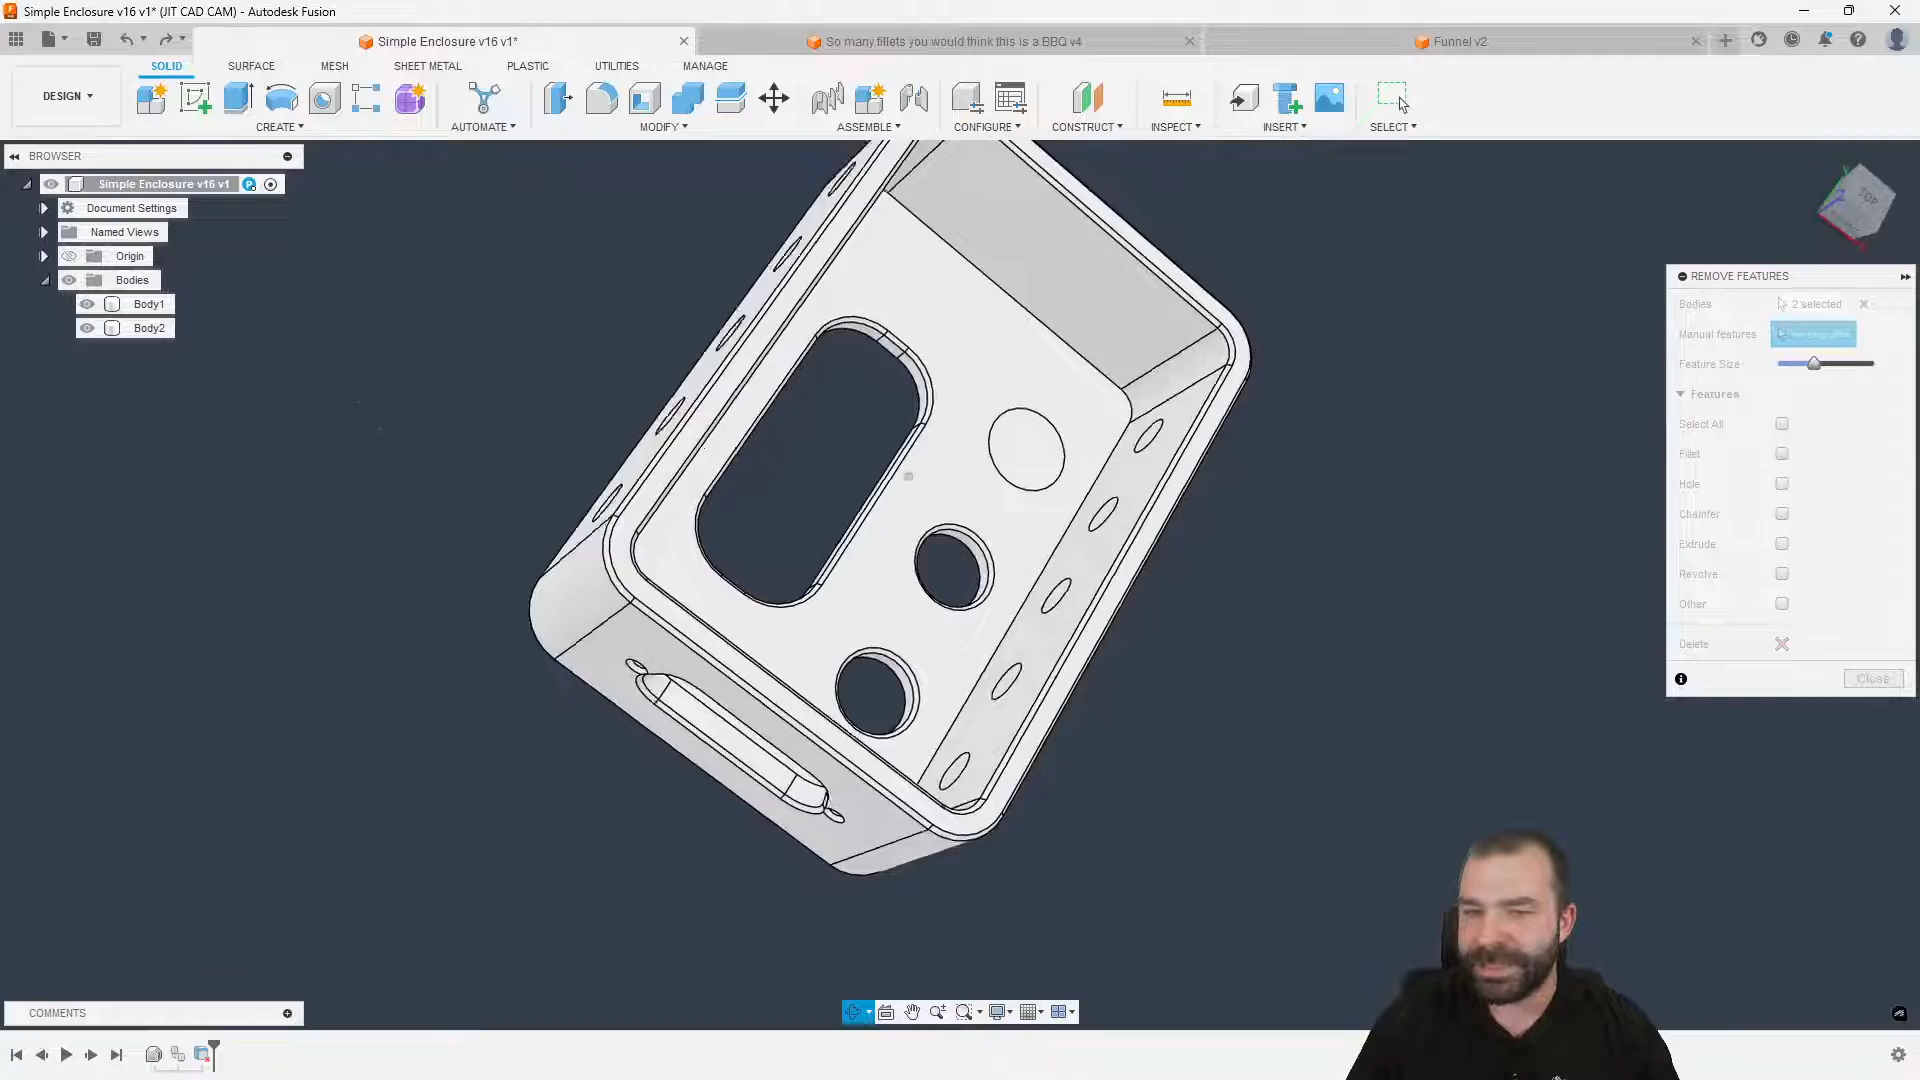 Simple Enclosure v16 v1* (JIT CAD CAM) - Autodesk Fusion
Simple Enclosure v16 v1*
So many fillets you would think this is a BBQ v4
Funnel v2
SOLID
SURFACE
MESH
SHEET METAL
PLASTIC
UTILITIES
MANAGE
DESIGN
CREATE
AUTOMATE
MODIFY
ASSEMBLE
CONFIGURE
CONSTRUCT
INSPECT
INSERT
SELECT
BROWSER
Simple Enclosure v16 v1
P
Document Settings
Named Views
Origin
Bodies
Body1
Body2
TOP
Z
REMOVE FEATURES
Bodies
2 selected
Manual features
Feature Size
Features
Select All
Fillet
Hole
Chamfer
Extrude
Revolve
Other
Delete
Close
COMMENTS